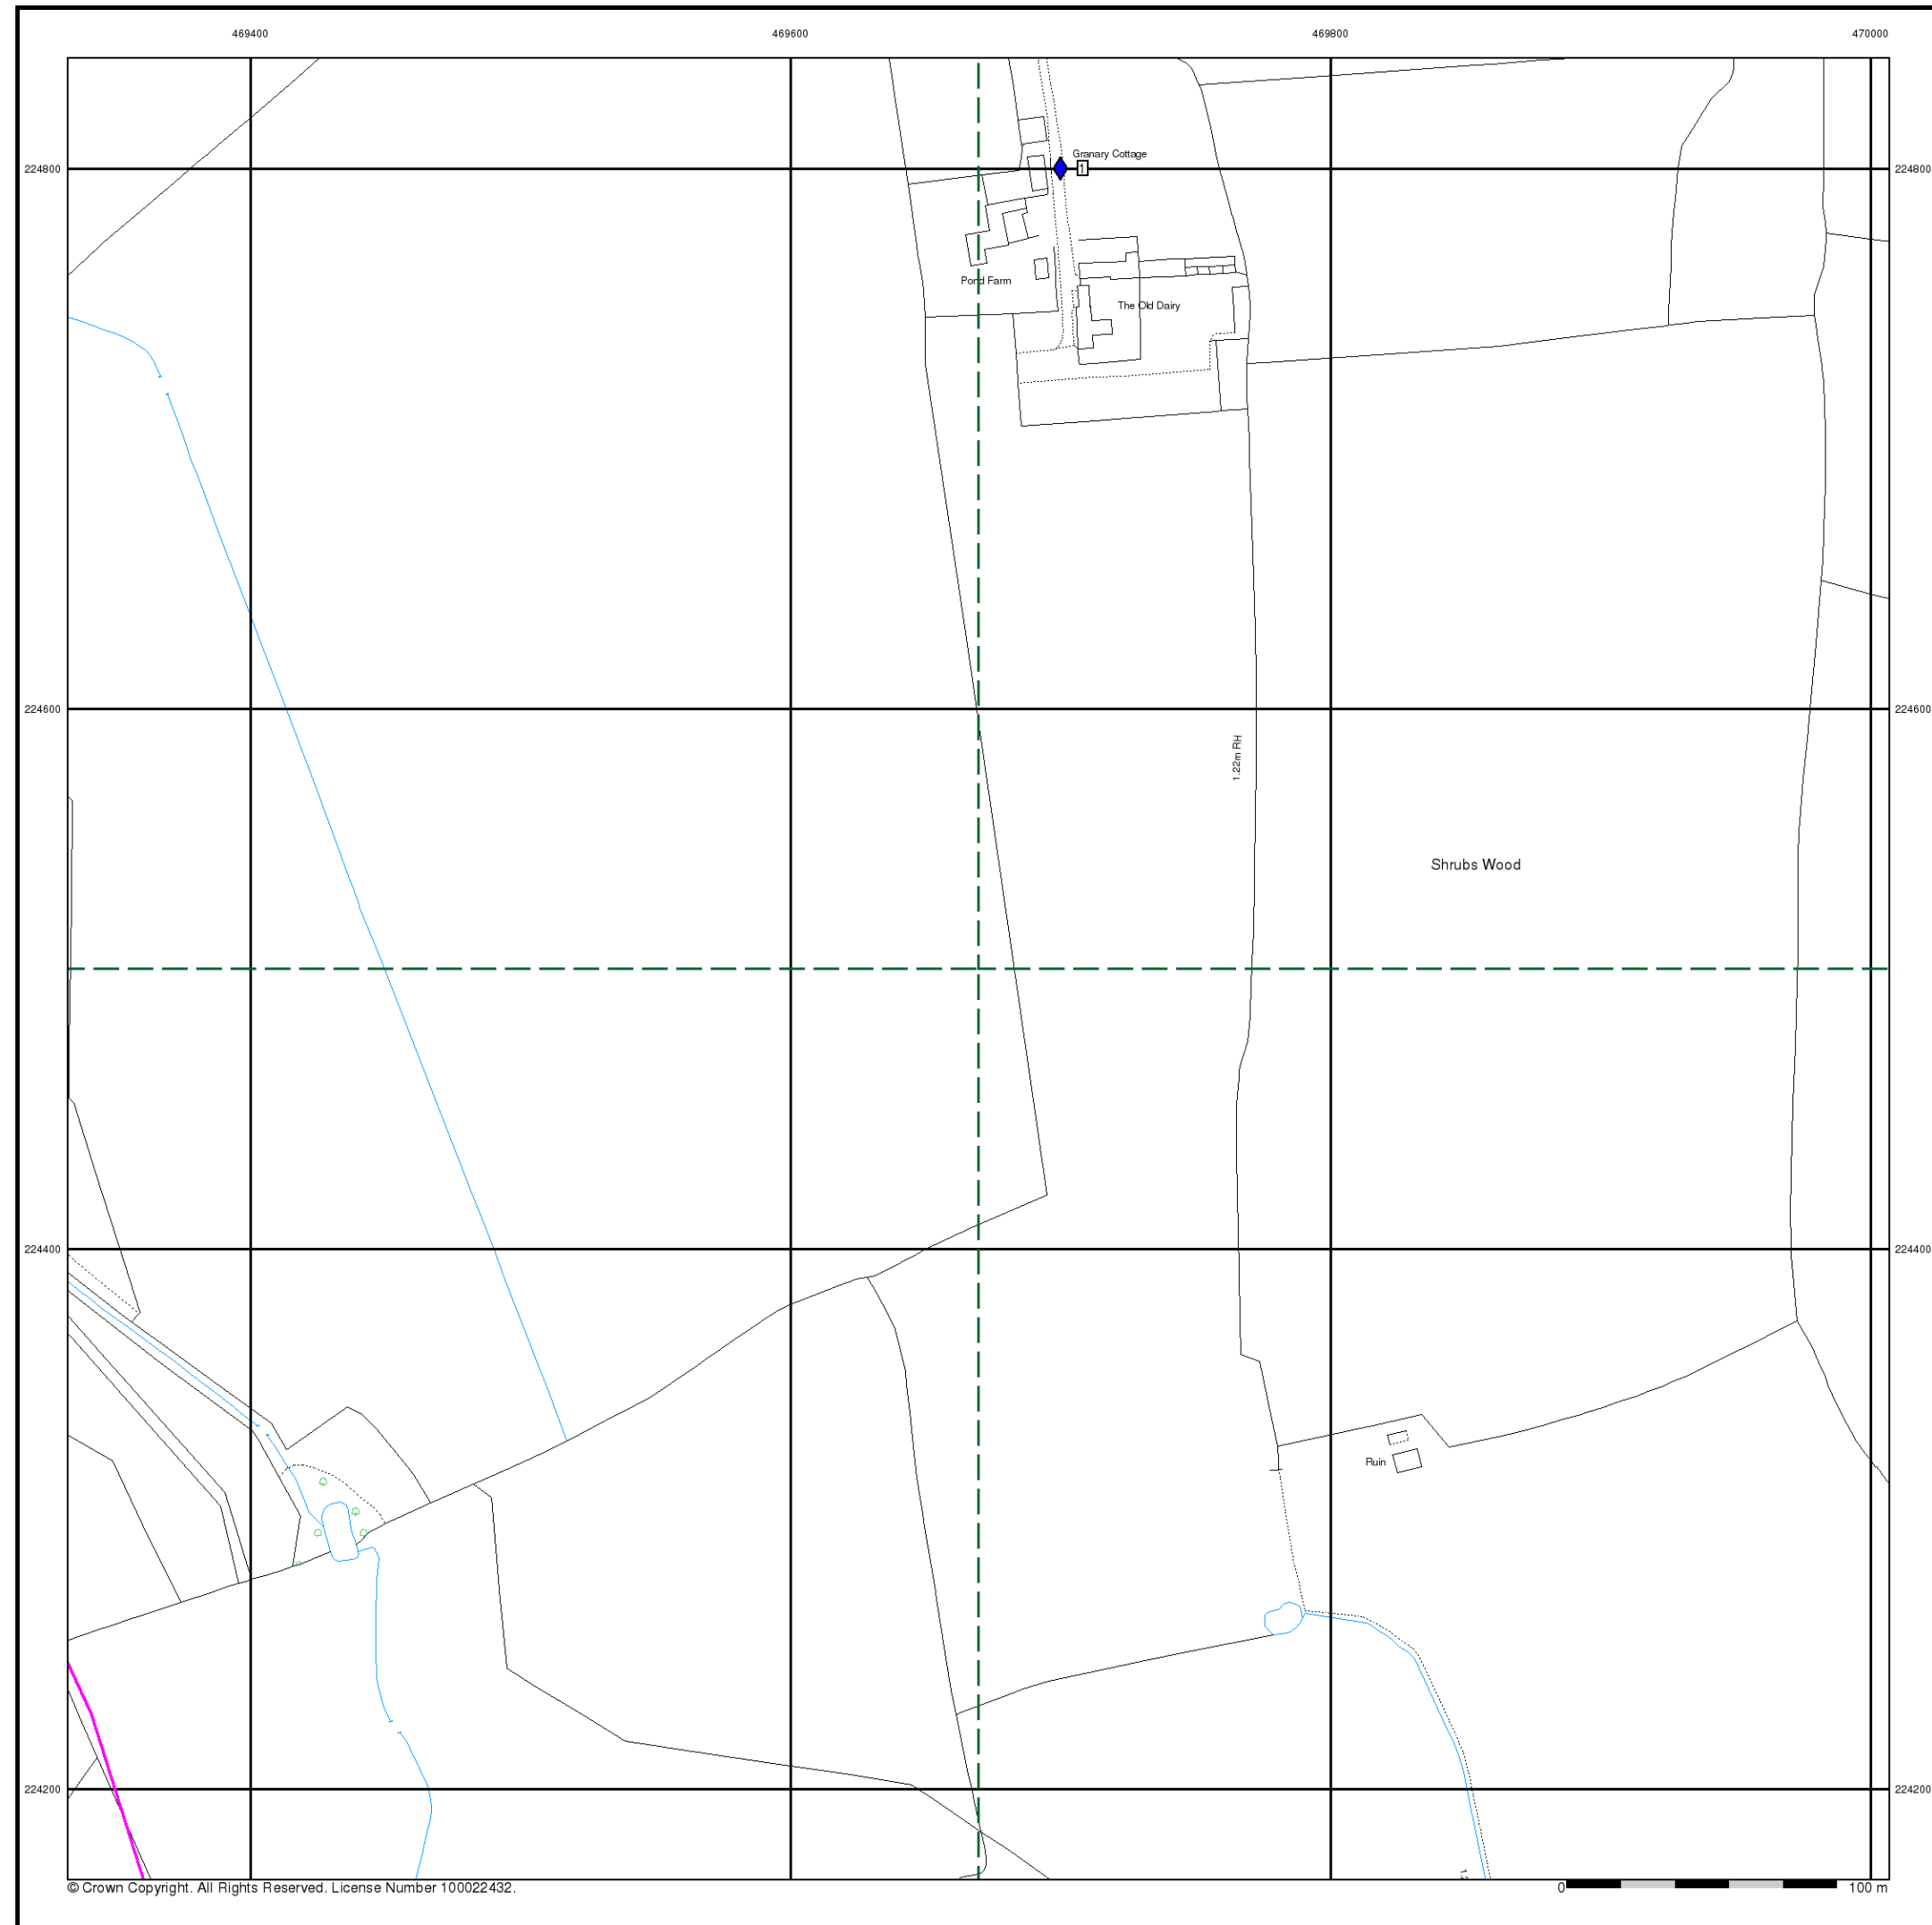 469400 469600 469800 470000
Granary Cottage
224800 1 224800
Pond Farm
The Old Dairy
224600 224600
1.22m RH
Shrubs Wood
224400 224400
Ruin
224200 224200
© Crown Copyright. All Rights Reserved. License Number 100022432.
0 100 m